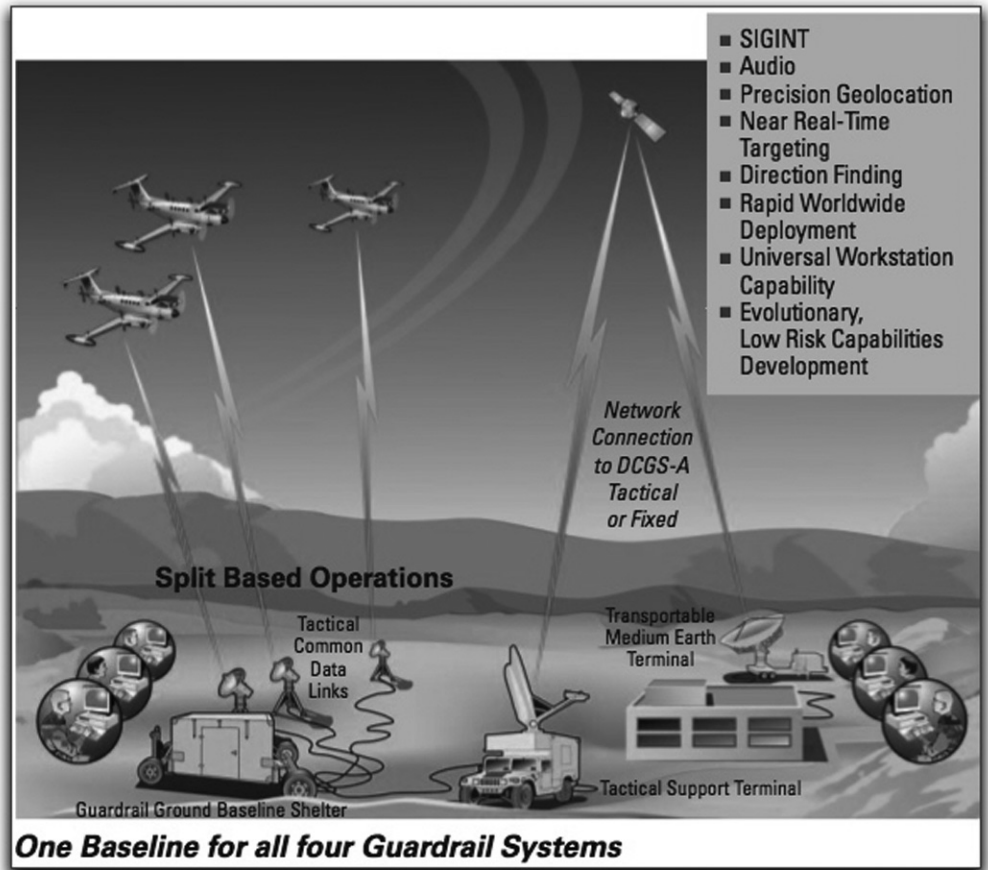 ■ SIGINT
■ Audio
■ Precision Geolocation
■ Near Real-Time
Targeting
■ Direction Finding
■ Rapid Worldwide
Deployment
■ Universal Workstation
Capability
■ Evolutionary,
Low Risk Capabilities
Development
Network
Connection
to DCGS-A
Tactical
or Fixed
Split Based Operations
Tactical
Common
Data
Links
Transportable
Medium Earth
Terminal
Tactical Support Terminal
Guardrail Ground Baseline Shelter
One Baseline for all four Guardrail Systems